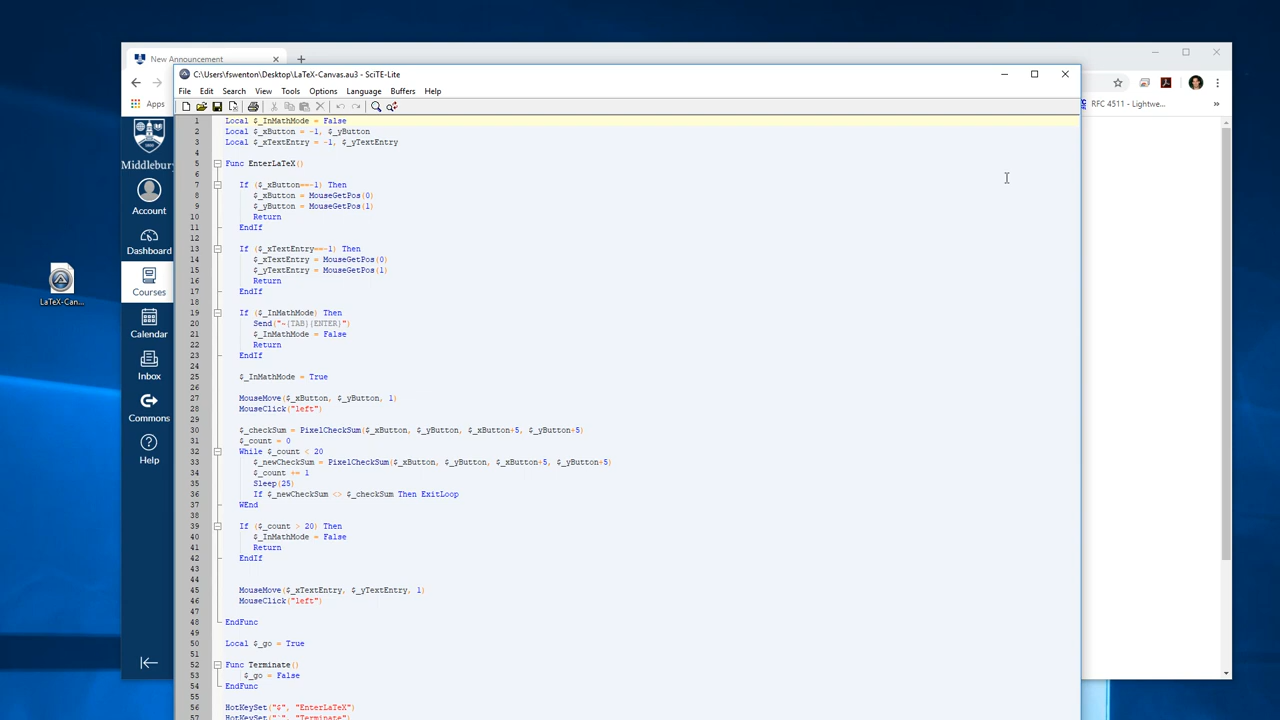 New Announcement
C:\Users\fswenton\Desktop\LaTeX-Canvas.au3 - SciTE-Lite
File Edit Search View Tools Options Language Buffers Help
Apps
RFC 4511 - Lightwe...
»
Middlebury
Account
Dashboard
Courses
Calendar
Inbox
Commons
Help
LaTeX-Can...
1 Local $_InMathMode = False
2 Local $_xButton = -1, $_yButton
3 Local $_xTextEntry = -1, $_yTextEntry
4
5 Func EnterLaTeX()
6
7 If ($_xButton==-1) Then
8 $_xButton = MouseGetPos(0)
9 $_yButton = MouseGetPos(1)
10 Return
11 EndIf
12
13 If ($_xTextEntry==-1) Then
14 $_xTextEntry = MouseGetPos(0)
15 $_yTextEntry = MouseGetPos(1)
16 Return
17 EndIf
18
19 If ($_InMathMode) Then
20 Send("~{TAB}{ENTER}")
21 $_InMathMode = False
22 Return
23 EndIf
24
25 $_InMathMode = True
26
27 MouseMove($_xButton, $_yButton, 1)
28 MouseClick("left")
29
30 $_checkSum = PixelCheckSum($_xButton, $_yButton, $_xButton+5, $_yButton+5)
31 $_count = 0
32 While $_count < 20
33 $_newCheckSum = PixelCheckSum($_xButton, $_yButton, $_xButton+5, $_yButton+5)
34 $_count += 1
35 Sleep(25)
36 If $_newCheckSum <> $_checkSum Then ExitLoop
37 WEnd
38
39 If ($_count > 20) Then
40 $_InMathMode = False
41 Return
42 EndIf
43
44
45 MouseMove($_xTextEntry, $_yTextEntry, 1)
46 MouseClick("left")
47
48 EndFunc
49
50 Local $_go = True
51
52 Func Terminate()
53 $_go = False
54 EndFunc
55
56 HotKeySet("$", "EnterLaTeX")
57 HotKeySet("^", "Terminate")